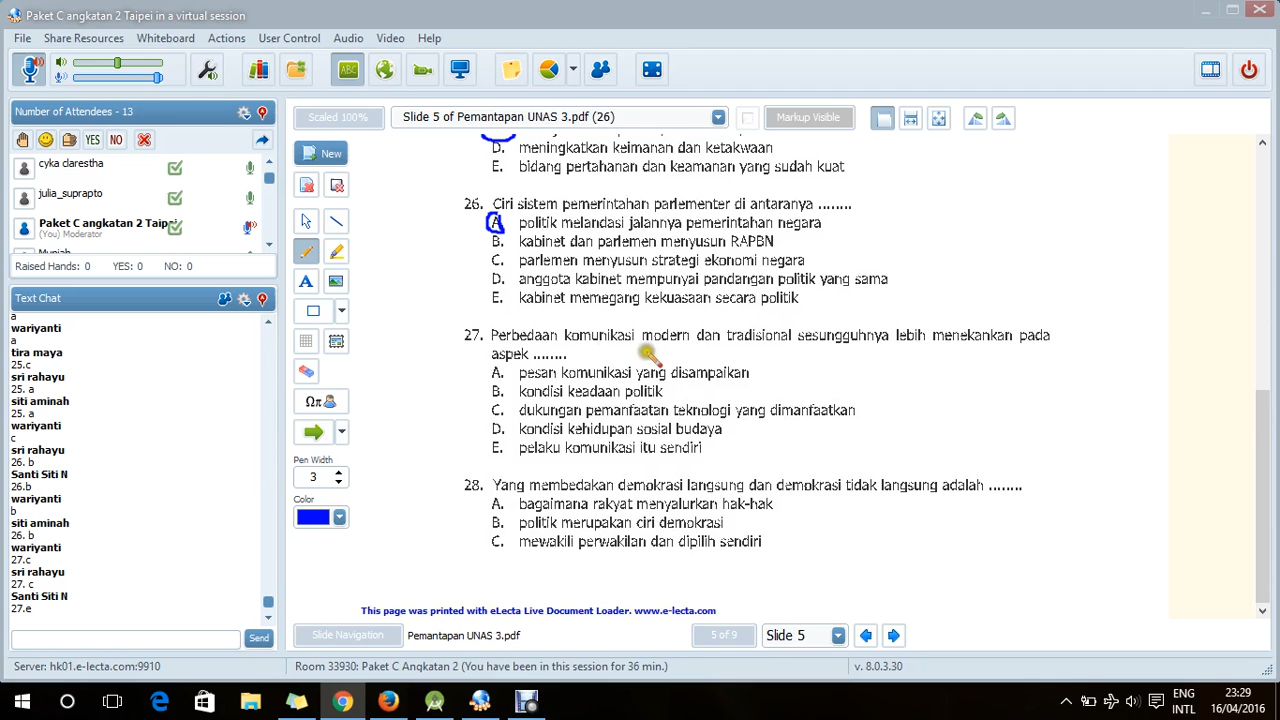 Paket C angkatan 2 Taipei in a virtual session
File Share Resources Whiteboard Actions User Control Audio Video Help
ABC
Number of Attendees - 13
YES NO
cyka clarestha
julia_suprapto
Paket C angkatan 2 Taipei
(You) Moderator
Raised Hands: 0 YES: 0 NO: 0
Text Chat
a
wariyanti
a
tira maya
25.c
sri rahayu
25. a
siti aminah
25. a
wariyanti
c
sri rahayu
26. b
Santi Siti N
26.b
wariyanti
b
siti aminah
26. b
wariyanti
27.c
sri rahayu
27. c
Santi Siti N
27.e
Send
Scaled 100%
Slide 5 of Pemantapan UNAS 3.pdf (26)
Markup Visible
New
A
Ωπ
Pen Width
3
Color
D. meningkatkan keimanan dan ketakwaan
E. bidang pertahanan dan keamanan yang sudah kuat
26. Ciri sistem pemerintahan parlementer di antaranya ........
A. politik melandasi jalannya pemerintahan negara
B. kabinet dan parlemen menyusun RAPBN
C. parlemen menyusun strategi ekonomi negara
D. anggota kabinet mempunyai pandangan politik yang sama
E. kabinet memegang kekuasaan secara politik
27. Perbedaan komunikasi modern dan tradisional sesungguhnya lebih menekankan pada
aspek ........
A. pesan komunikasi yang disampaikan
B. kondisi keadaan politik
C. dukungan pemanfaatan teknologi yang dimanfaatkan
D. kondisi kehidupan sosial budaya
E. pelaku komunikasi itu sendiri
28. Yang membedakan demokrasi langsung dan demokrasi tidak langsung adalah ........
A. bagaimana rakyat menyalurkan hak-hak
B. politik merupakan ciri demokrasi
C. mewakili perwakilan dan dipilih sendiri
This page was printed with eLecta Live Document Loader. www.e-lecta.com
Slide Navigation
Pemantapan UNAS 3.pdf
5 of 9
Slide 5
Server: hk01.e-lecta.com:9910
Room 33930: Paket C Angkatan 2 (You have been in this session for 36 min.)
v. 8.0.3.30
ENG
INTL
23:29
16/04/2016